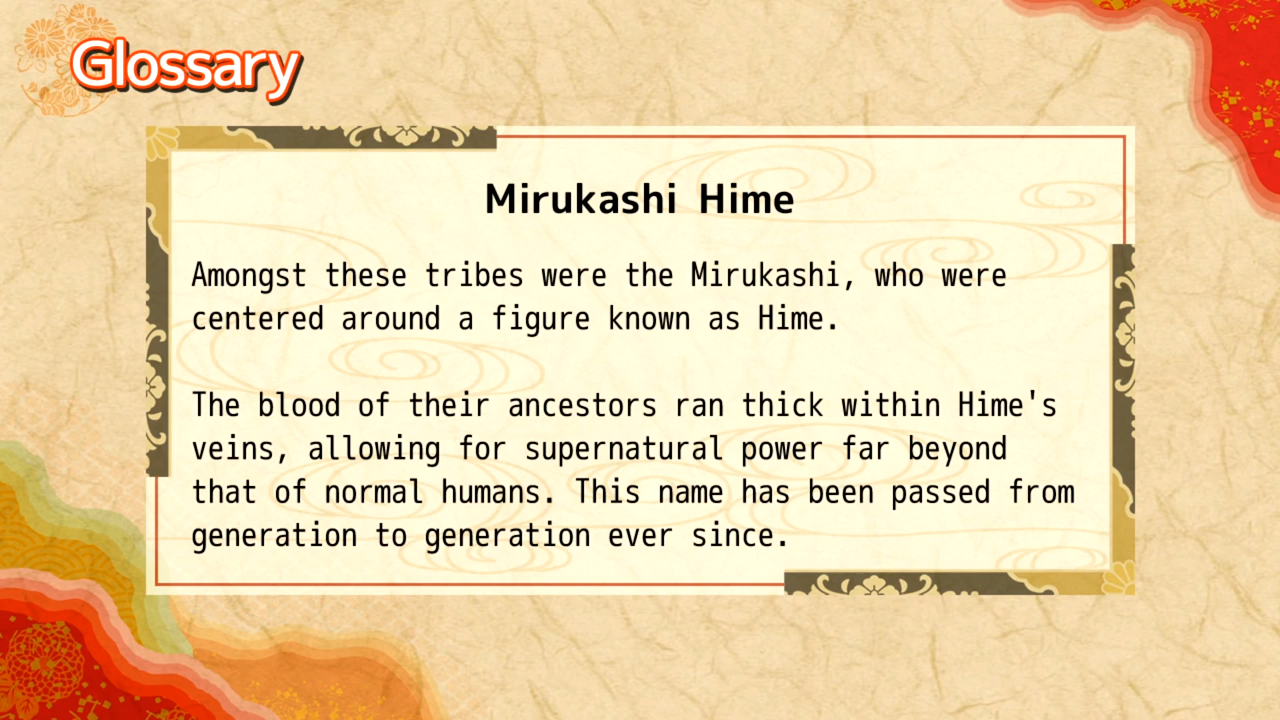 Glossary
Mirukashi Hime
Amongst these tribes were the Mirukashi, who were
centered around a figure known as Hime.
The blood of their ancestors ran thick within Hime's
veins, allowing for supernatural power far beyond
that of normal humans. This name has been passed from
generation to generation ever since.